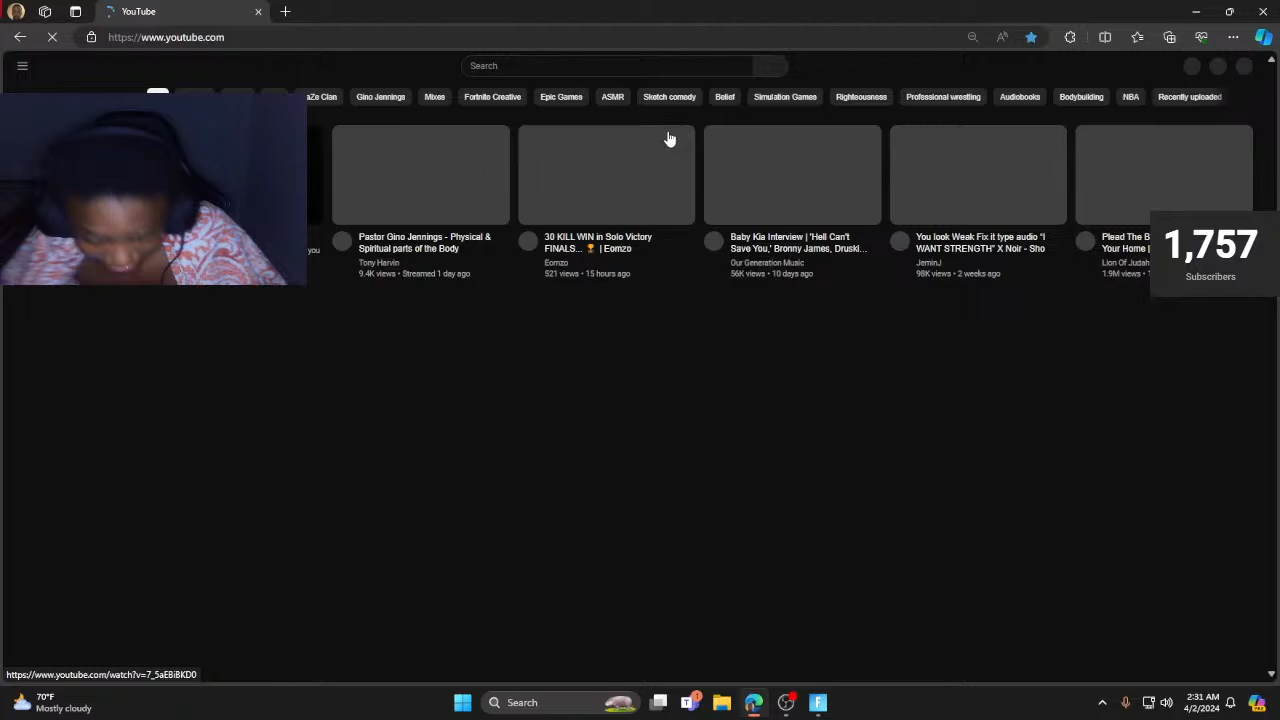 YouTube
https://www.youtube.com
Search
aZe Clan
Gino Jennings
Mixes
Fortnite Creative
Epic Games
ASMR
Sketch comedy
Belief
Simulation Games
Righteousness
Professional wrestling
Audiobooks
Bodybuilding
NBA
Recently uploaded
you
Pastor Gino Jennings - Physical &
Spiritual parts of the Body
Tony Harvin
9.4K views • Streamed 1 day ago
30 KILL WIN in Solo Victory
FINALS... 🏆 | Eomzo
Eomzo
521 views • 15 hours ago
Baby Kia Interview | 'Hell Can't
Save You,' Bronny James, Druski...
Our Generation Music
56K views • 10 days ago
You look Weak Fix it type audio “I
WANT STRENGTH' X Noir - Sho
JeminJ
98K views • 2 weeks ago
Plead The B
Your Home |
Lion Of Judah
1.9M views •
1,757
Subscribers
https://www.youtube.com/watch?v=7_5aEBiBKD0
70°F
Mostly cloudy
Search
1
2:31 AM
4/2/2024